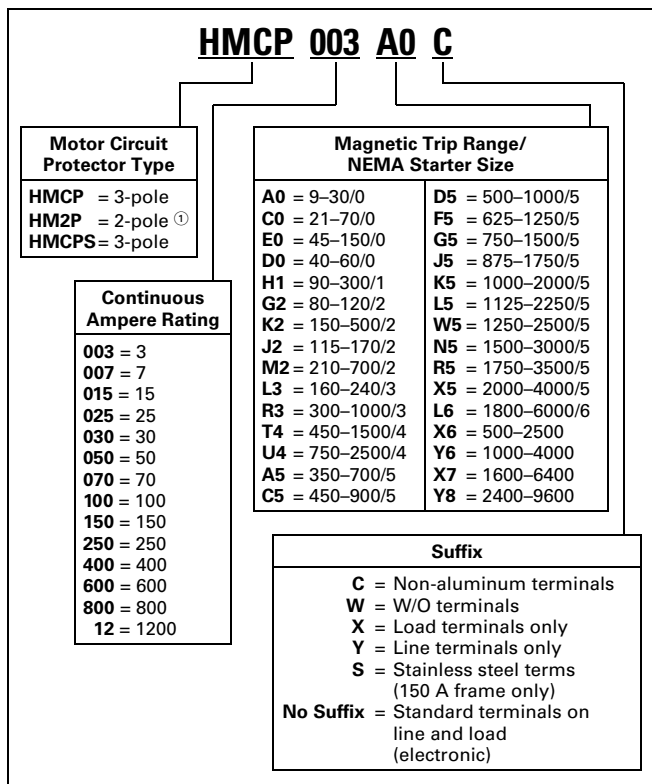 HMCP 003 A0 C
Motor Circuit
Protector Type
HMCP = 3-pole
HM2P = 2-pole ①
HMCPS = 3-pole
Continuous
Ampere Rating
003 = 3
007 = 7
015 = 15
025 = 25
030 = 30
050 = 50
070 = 70
100 = 100
150 = 150
250 = 250
400 = 400
600 = 600
800 = 800
12 = 1200
Magnetic Trip Range/
NEMA Starter Size
A0 = 9–30/0
C0 = 21–70/0
E0 = 45–150/0
D0 = 40–60/0
H1 = 90–300/1
G2 = 80–120/2
K2 = 150–500/2
J2 = 115–170/2
M2 = 210–700/2
L3 = 160–240/3
R3 = 300–1000/3
T4 = 450–1500/4
U4 = 750–2500/4
A5 = 350–700/5
C5 = 450–900/5
D5 = 500–1000/5
F5 = 625–1250/5
G5 = 750–1500/5
J5 = 875–1750/5
K5 = 1000–2000/5
L5 = 1125–2250/5
W5 = 1250–2500/5
N5 = 1500–3000/5
R5 = 1750–3500/5
X5 = 2000–4000/5
L6 = 1800–6000/6
X6 = 500–2500
Y6 = 1000–4000
X7 = 1600–6400
Y8 = 2400–9600
Suffix
C = Non-aluminum terminals
W = W/O terminals
X = Load terminals only
Y = Line terminals only
S = Stainless steel terms
(150 A frame only)
No Suffix = Standard terminals on
line and load
(electronic)